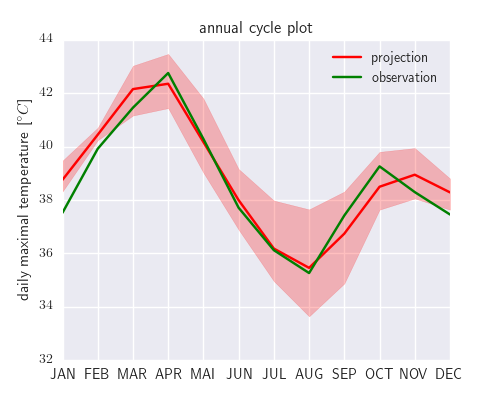 annual cycle plot
daily maximal temperature [°C]
44
42
40
38
36
34
32
JAN FEB MAR APR MAI JUN JUL AUG SEP OCT NOV DEC
projection
observation